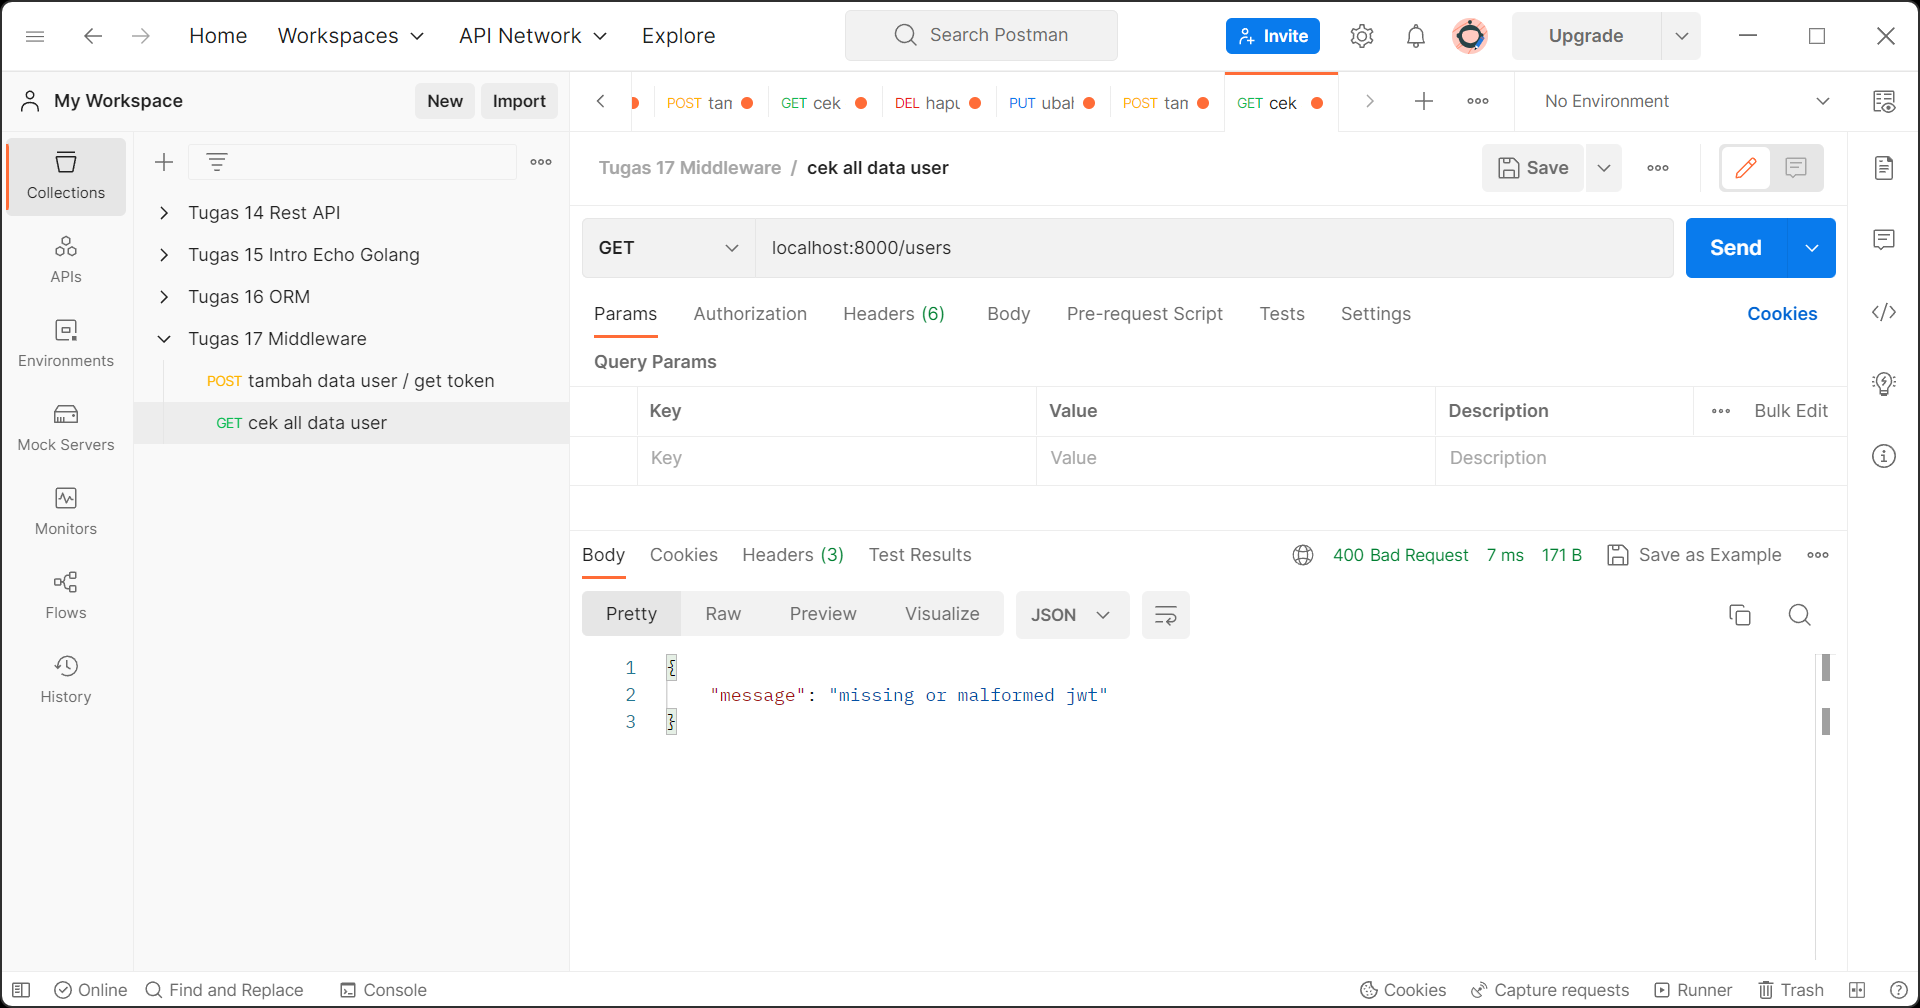 Home Workspaces API Network Explore Search Postman Invite Upgrade
My Workspace New Import
POST tan GET cek DEL hapu PUT ubal POST tan GET cek No Environment
Collections
APIs
Environments
Mock Servers
Monitors
Flows
History
Tugas 14 Rest API
Tugas 15 Intro Echo Golang
Tugas 16 ORM
Tugas 17 Middleware
POST tambah data user / get token
GET cek all data user
Tugas 17 Middleware / cek all data user Save
GET localhost:8000/users Send
Params Authorization Headers (6) Body Pre-request Script Tests Settings Cookies
Query Params
Key Value Description Bulk Edit
Key Value Description
Body Cookies Headers (3) Test Results 400 Bad Request 7 ms 171 B Save as Example
Pretty Raw Preview Visualize JSON
1 {
2 "message": "missing or malformed jwt"
3 }
Online Find and Replace Console Cookies Capture requests Runner Trash